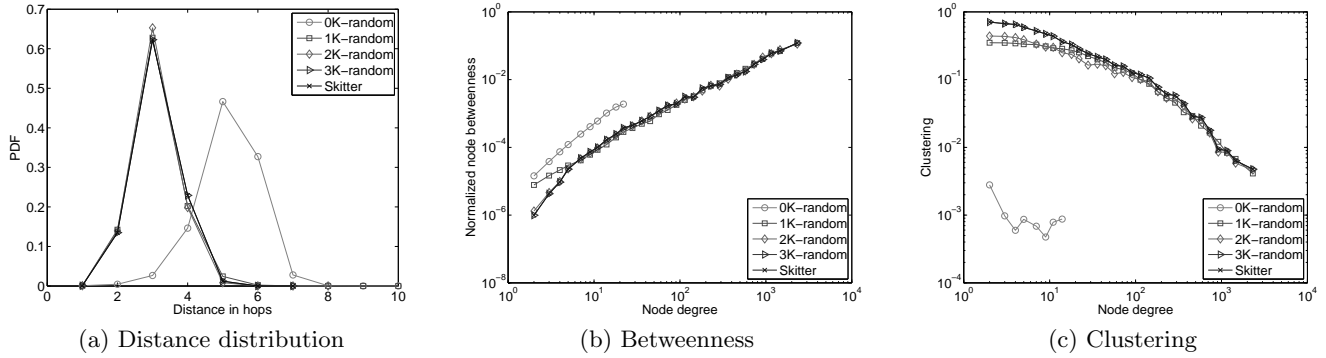 0.7
0.6
0.5
0.4
0.3
0.2
0.1
0
PDF
0 2 4 6 8 10
Distance in hops
0K−random
1K−random
2K−random
3K−random
Skitter
(a) Distance distribution
10^0
10^−2
10^−4
10^−6
10^−8
Normalized node betweenness
10^0 10^1 10^2 10^3 10^4
Node degree
0K−random
1K−random
2K−random
3K−random
Skitter
(b) Betweenness
10^0
10^−1
10^−2
10^−3
10^−4
Clustering
10^0 10^1 10^2 10^3 10^4
Node degree
0K−random
1K−random
2K−random
3K−random
Skitter
(c) Clustering